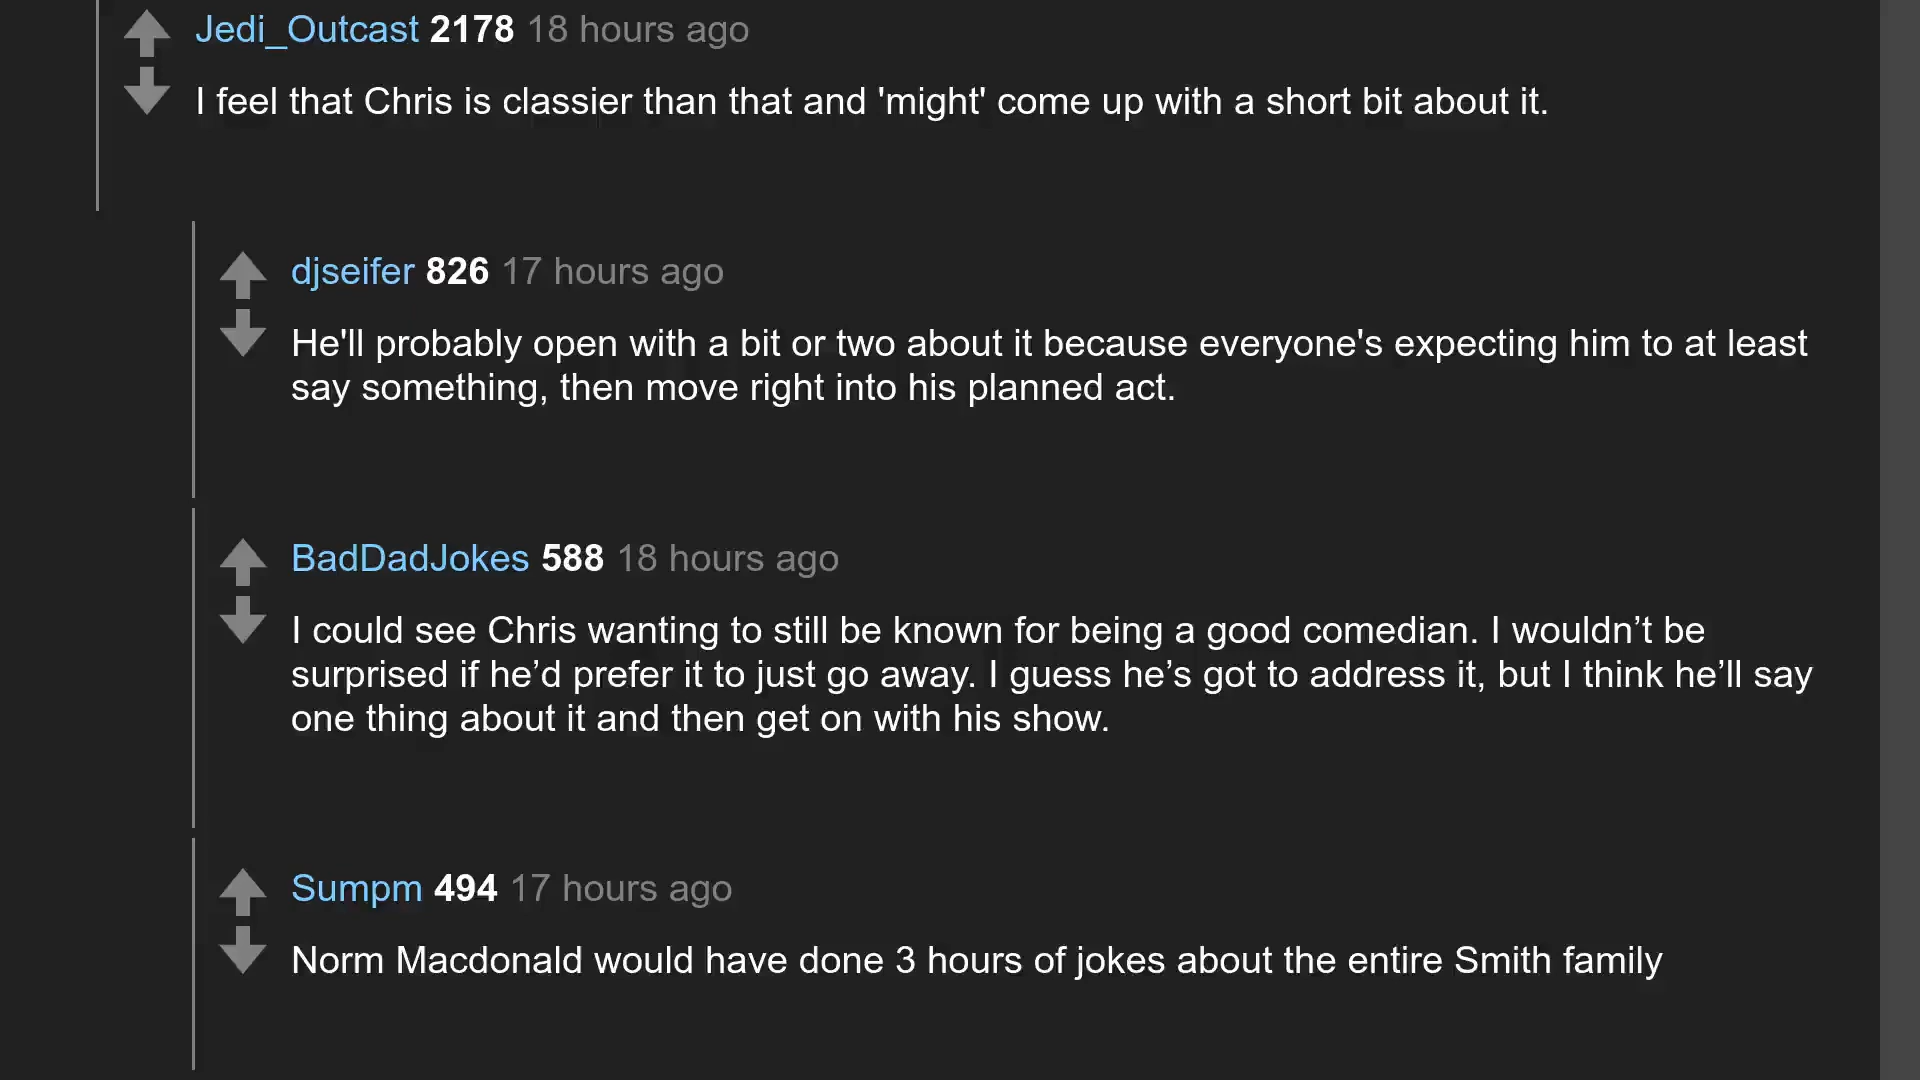 Jedi_Outcast 2178 18 hours ago
I feel that Chris is classier than that and 'might' come up with a short bit about it.
djseifer 826 17 hours ago
He'll probably open with a bit or two about it because everyone's expecting him to at least
say something, then move right into his planned act.
BadDadJokes 588 18 hours ago
I could see Chris wanting to still be known for being a good comedian. I wouldn’t be
surprised if he’d prefer it to just go away. I guess he’s got to address it, but I think he’ll say
one thing about it and then get on with his show.
Sumpm 494 17 hours ago
Norm Macdonald would have done 3 hours of jokes about the entire Smith family